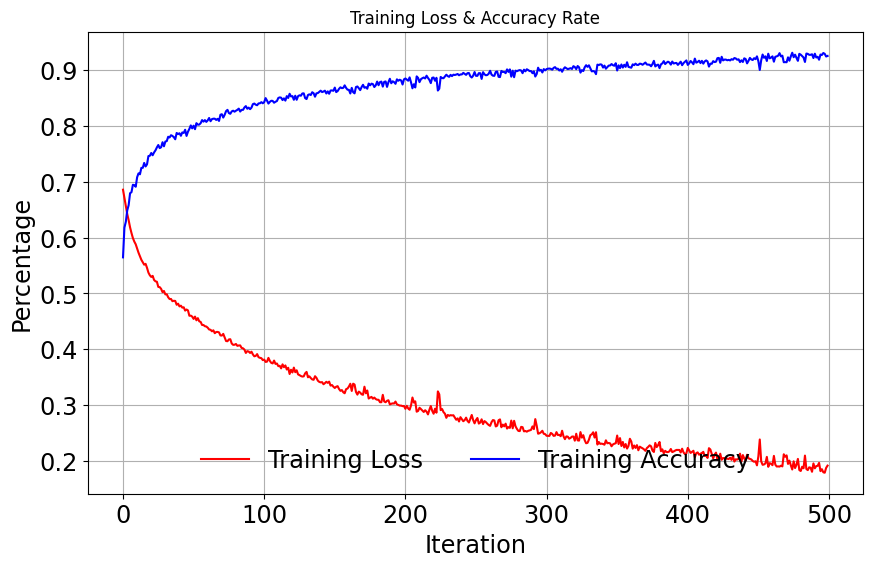 Training Loss & Accuracy Rate
Percentage
0.9
0.8
0.7
0.6
0.5
0.4
0.3
0.2
Training Loss Training Accuracy
0 100 200 300 400 500
Iteration